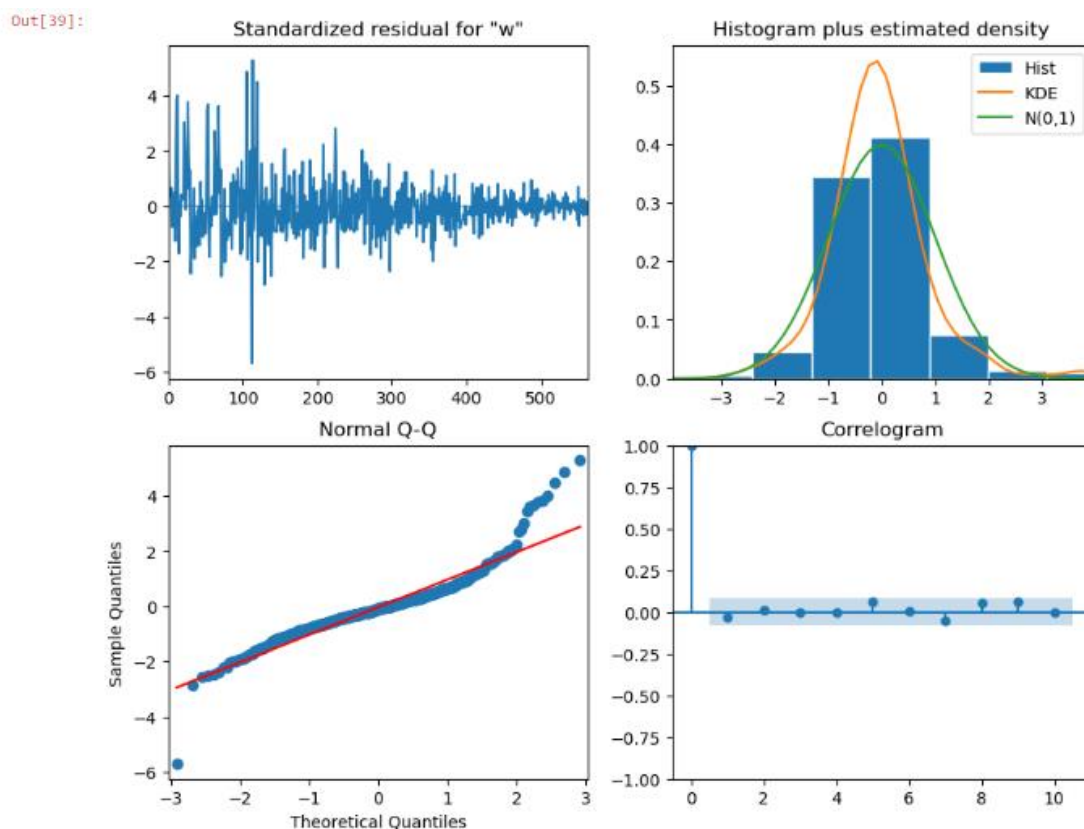 Out[39]:
Standardized residual for "w"
4
2
0
−2
−4
−6
0 100 200 300 400 500
Histogram plus estimated density
Hist
KDE
N(0,1)
0.5
0.4
0.3
0.2
0.1
0.0
−3 −2 −1 0 1 2 3
Normal Q-Q
Sample Quantiles
4
2
0
−2
−4
−6
−3 −2 −1 0 1 2 3
Theoretical Quantiles
Correlogram
1.00
0.75
0.50
0.25
0.00
−0.25
−0.50
−0.75
−1.00
0 2 4 6 8 10